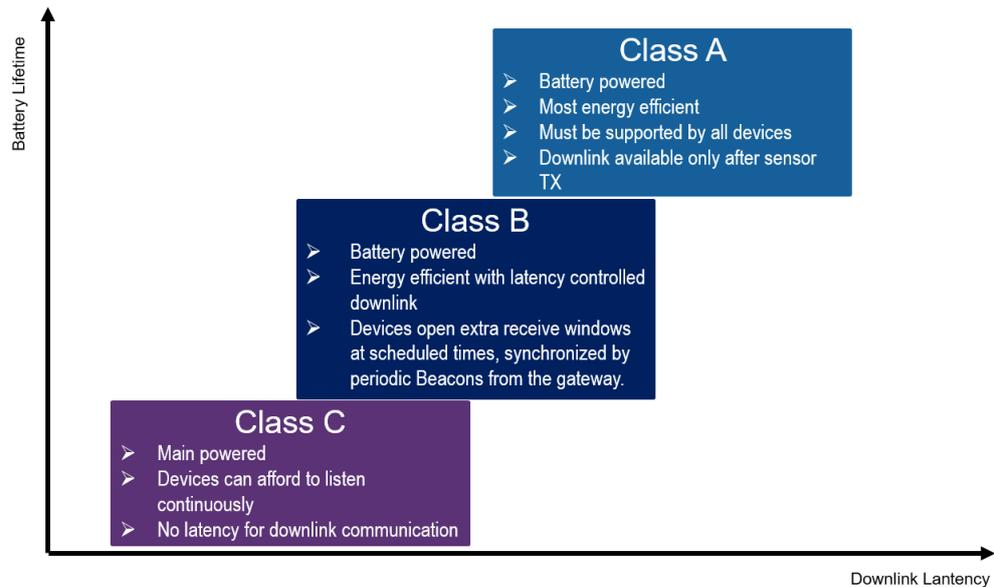 Battery Lifetime
Class A
➢ Battery powered
➢ Most energy efficient
➢ Must be supported by all devices
➢ Downlink available only after sensor
TX
Class B
➢ Battery powered
➢ Energy efficient with latency controlled
downlink
➢ Devices open extra receive windows
at scheduled times, synchronized by
periodic Beacons from the gateway.
Class C
➢ Main powered
➢ Devices can afford to listen
continuously
➢ No latency for downlink communication
Downlink Lantency